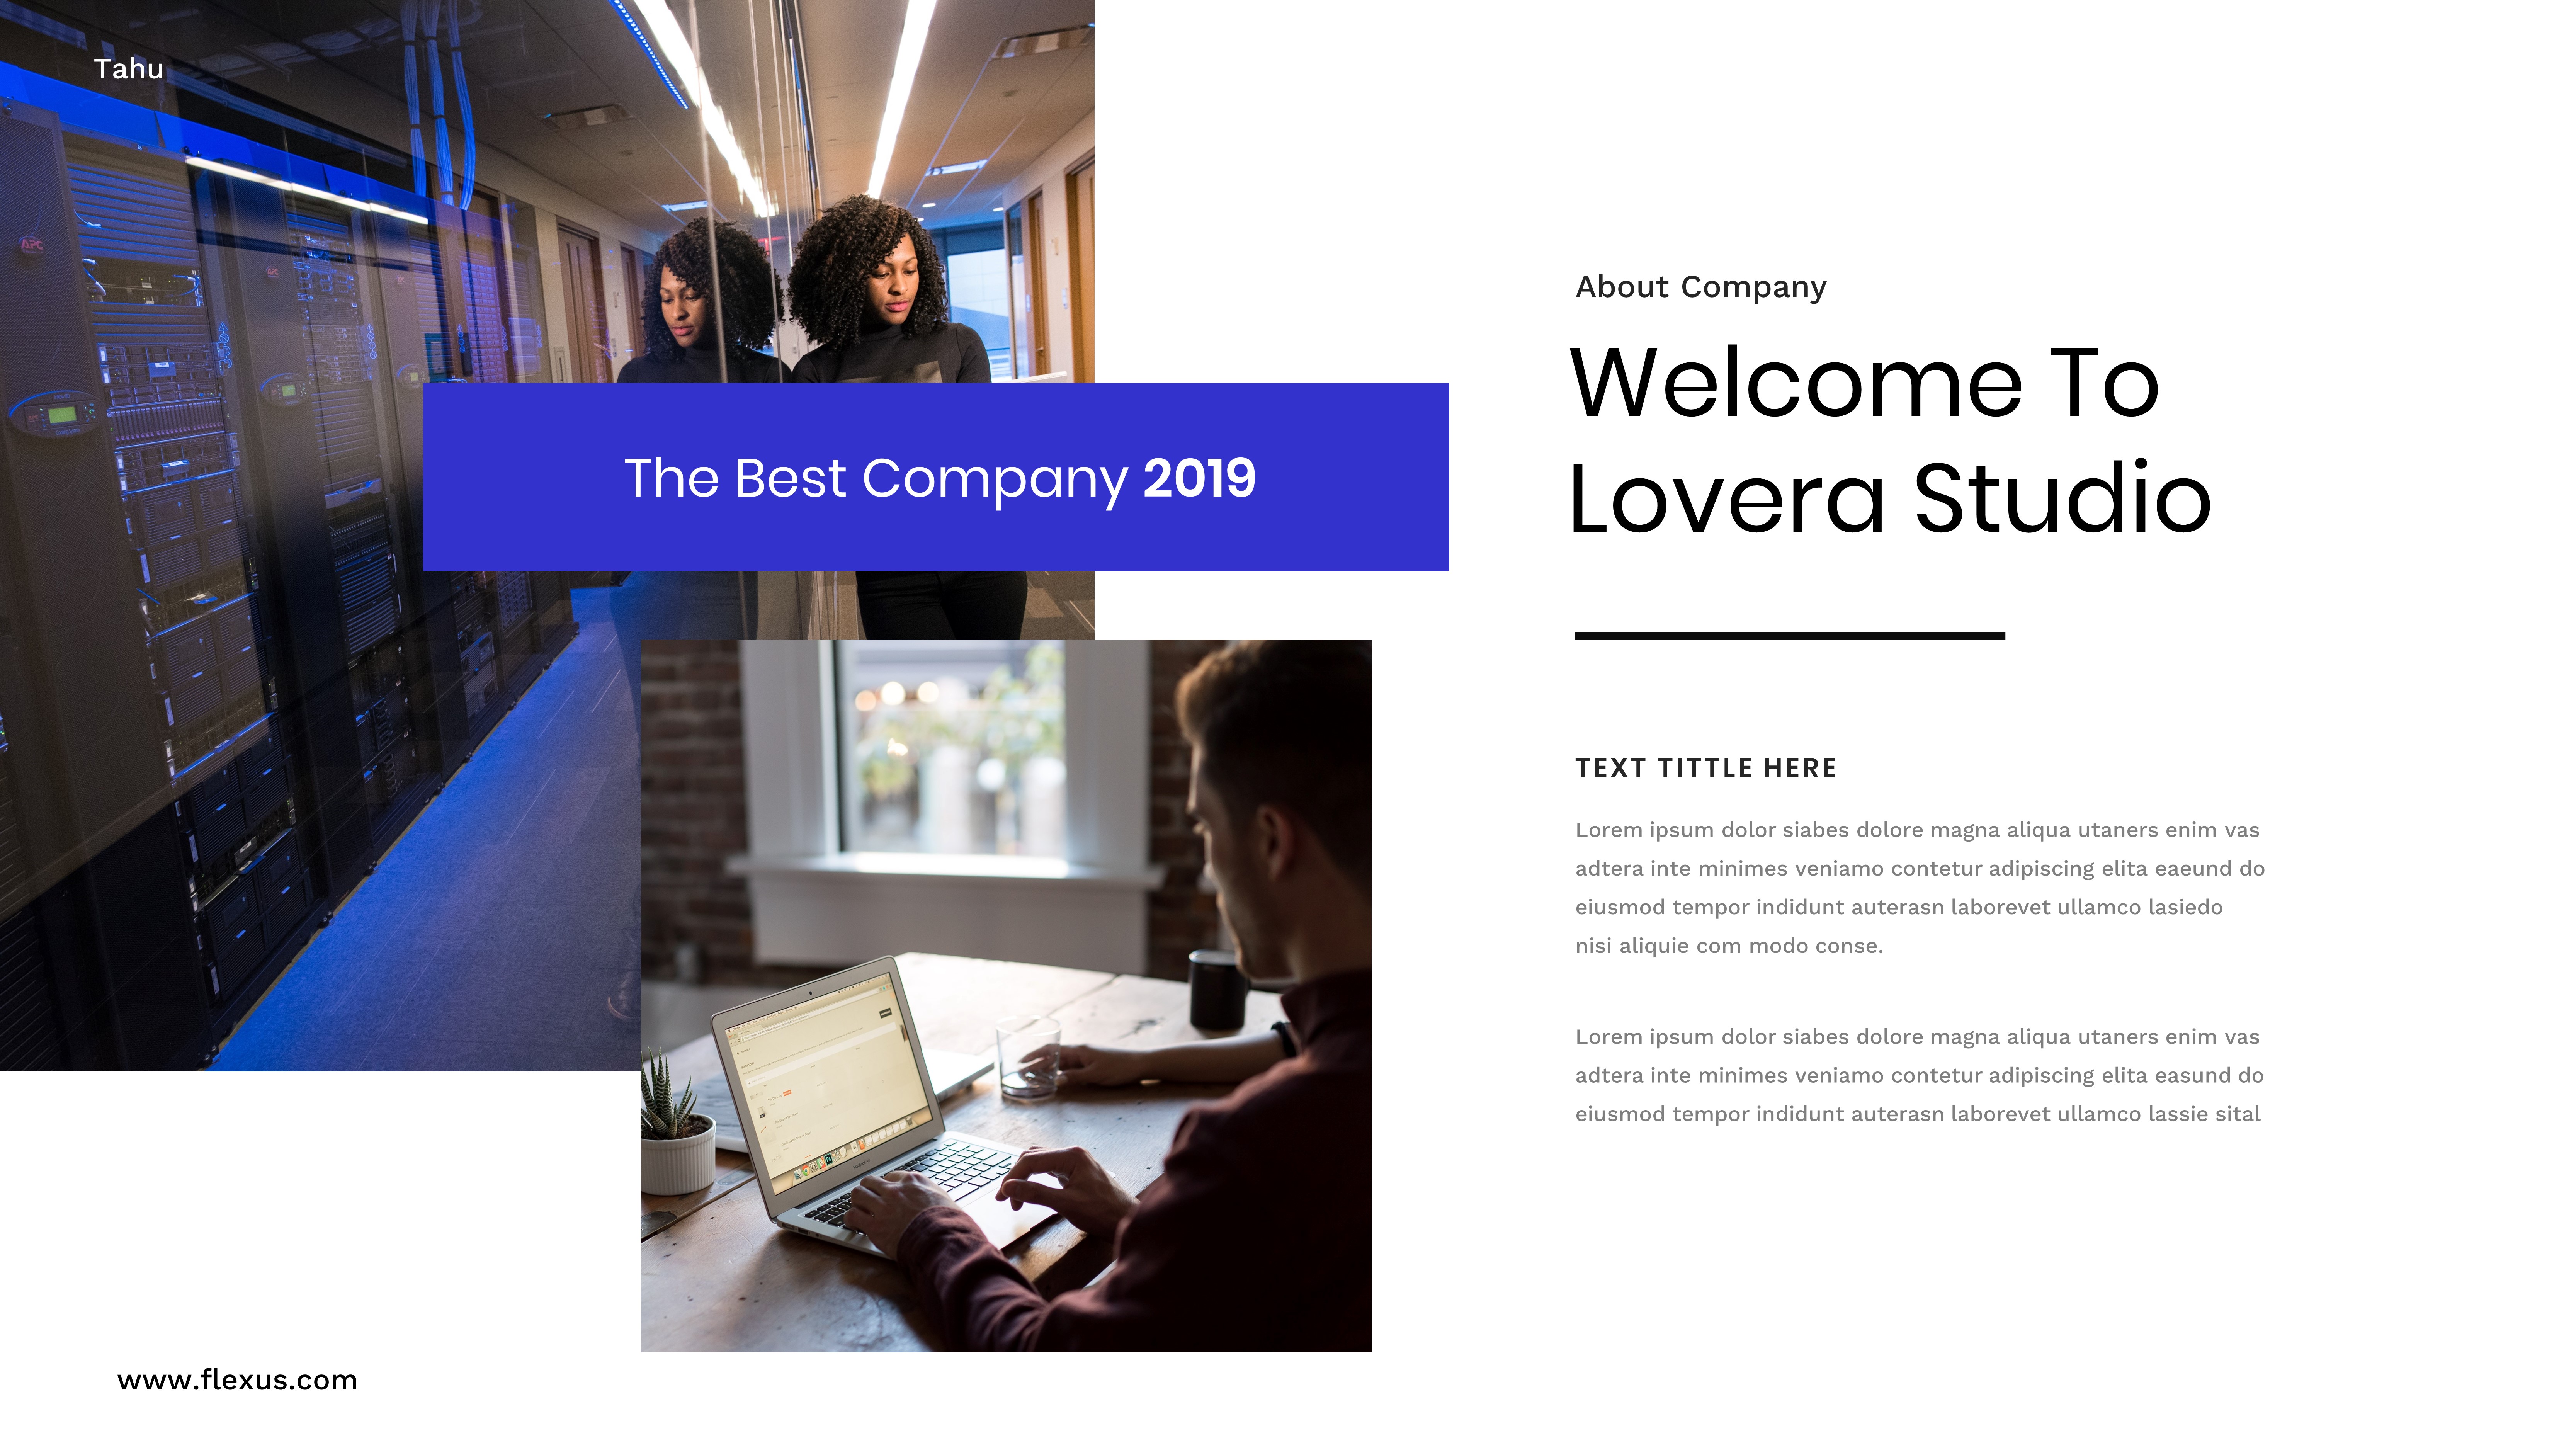 Tahu
APC
The Best Company 2019
About Company
Welcome To
Lovera Studio
TEXT TITTLE HERE
Lorem ipsum dolor siabes dolore magna aliqua utaners enim vas
adtera inte minimes veniamo contetur adipiscing elita eaeund do
eiusmod tempor indidunt auterasn laborevet ullamco lasiedo
nisi aliquie com modo conse.
Lorem ipsum dolor siabes dolore magna aliqua utaners enim vas
adtera inte minimes veniamo contetur adipiscing elita easund do
eiusmod tempor indidunt auterasn laborevet ullamco lassie sital
www.flexus.com